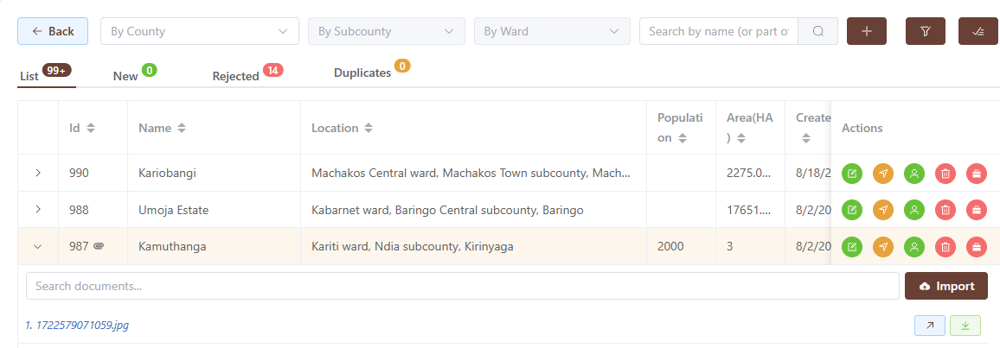 Back
By County
By Subcounty
By Ward
Search by name (or part of
List 99+
New 0
Rejected 14
Duplicates 0
Id
Name
Location
Populati
on
Area(HA
)
Create
Actions
990 Kariobangi Machakos Central ward, Machakos Town subcounty, Mach... 2275.0... 8/18/2
988 Umoja Estate Kabarnet ward, Baringo Central subcounty, Baringo 17651.... 8/2/20
987 Kamuthanga Kariti ward, Ndia subcounty, Kirinyaga 2000 3 8/2/20
Search documents...
Import
1. 1722579071059.jpg